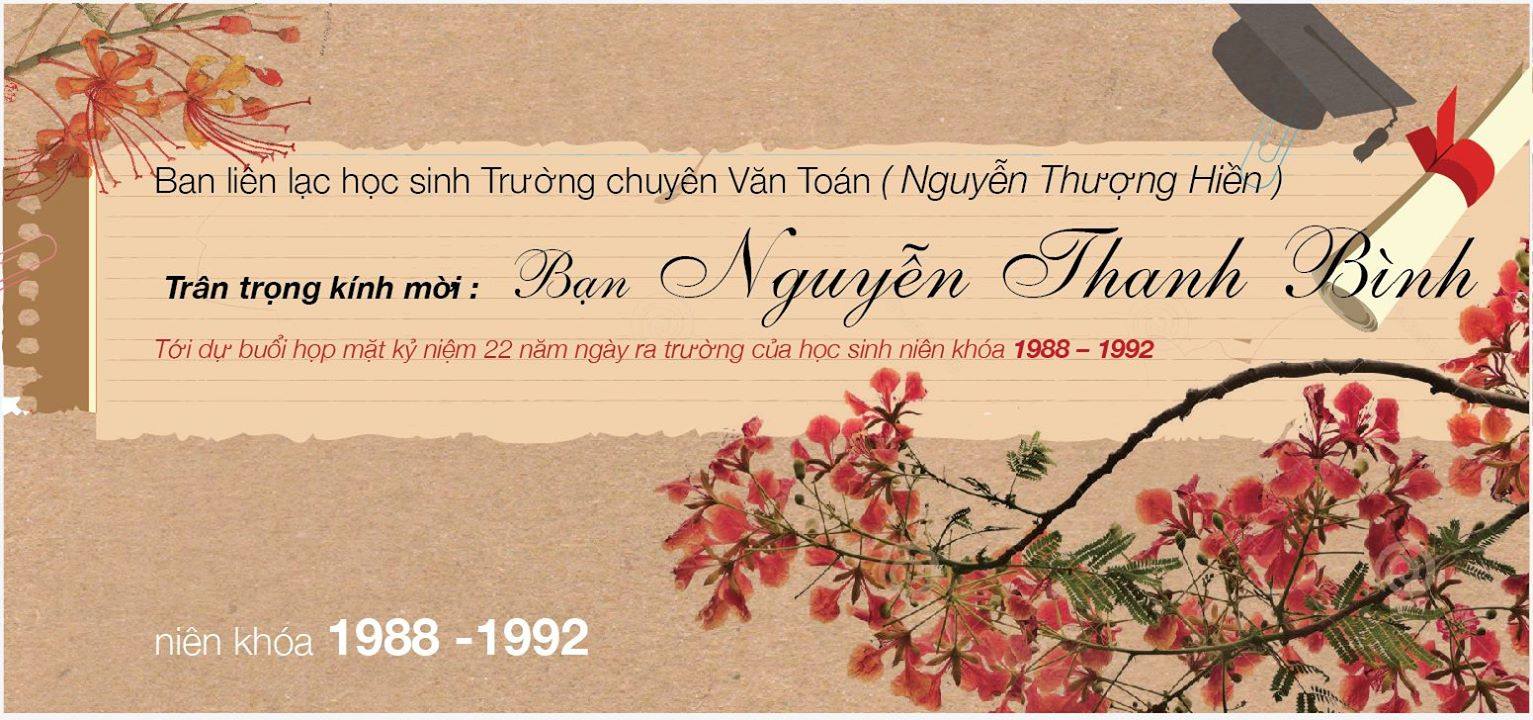 Ban liên lạc học sinh Trường chuyên Văn Toán ( Nguyễn Thượng Hiền )
Trân trọng kính mời : Bạn Nguyễn Thanh Bình
Tới dự buổi họp mặt kỷ niệm 22 năm ngày ra trường của học sinh niên khóa 1988 – 1992
niên khóa 1988 -1992